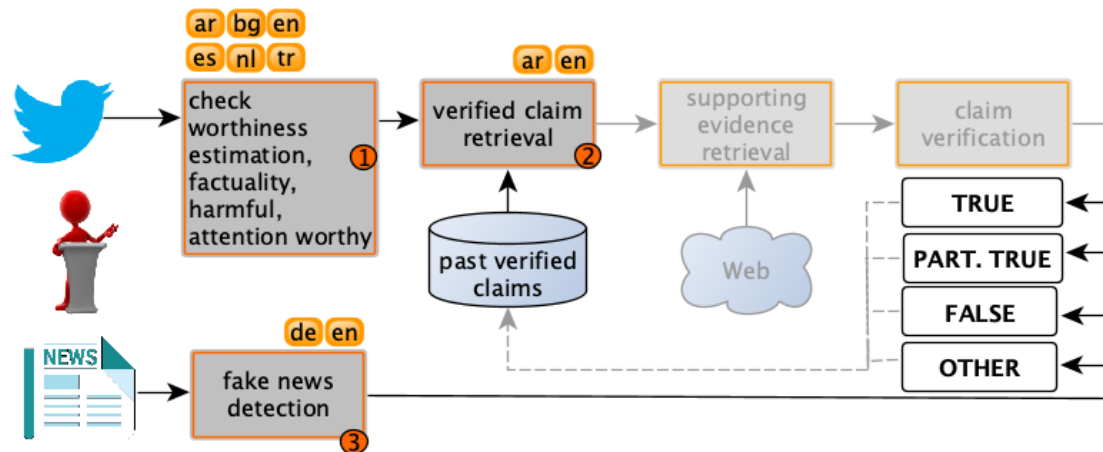 ar bg en
es nl tr
check
worthiness
estimation,
factuality,
harmful,
attention worthy
1
ar en
verified claim
retrieval
2
supporting
evidence
retrieval
claim
verification
past verified
claims
Web
TRUE
PART. TRUE
FALSE
OTHER
NEWS
de en
fake news
detection
3